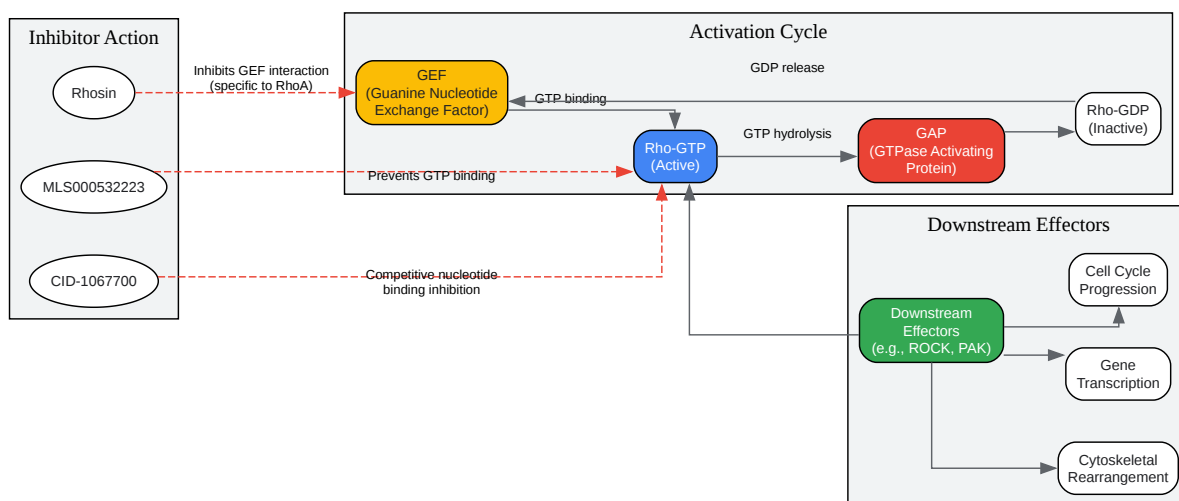 Inhibitor Action
Rhosin
MLS000532223
CID-1067700
Inhibits GEF interaction
(specific to RhoA)
Prevents GTP binding
Competitive nucleotide
binding inhibition
Activation Cycle
GEF
(Guanine Nucleotide
Exchange Factor)
GTP binding
GDP release
Rho-GTP
(Active)
GTP hydrolysis
GAP
(GTPase Activating
Protein)
Rho-GDP
(Inactive)
Downstream Effectors
Downstream
Effectors
(e.g., ROCK, PAK)
Cell Cycle
Progression
Gene
Transcription
Cytoskeletal
Rearrangement